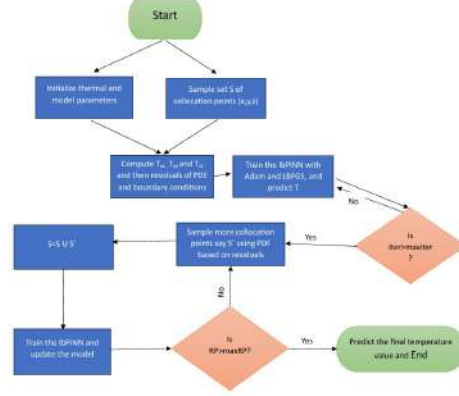 Start
Initialize thermal and
model parameters
Sample set S of
collocation points
Compute
and then residuals of PDE
and boundary conditions
Train the IbPINN with
Adam and LBFGS, and
predict T
No
Is
iter>maxiter
?
Yes
Sample more collocation
points say S' using PDF
based on residuals
S=S U S'
No
Train the IbPINN and
update the model
Is
RP>maxRP?
Yes
Predict the final temperature
value and End